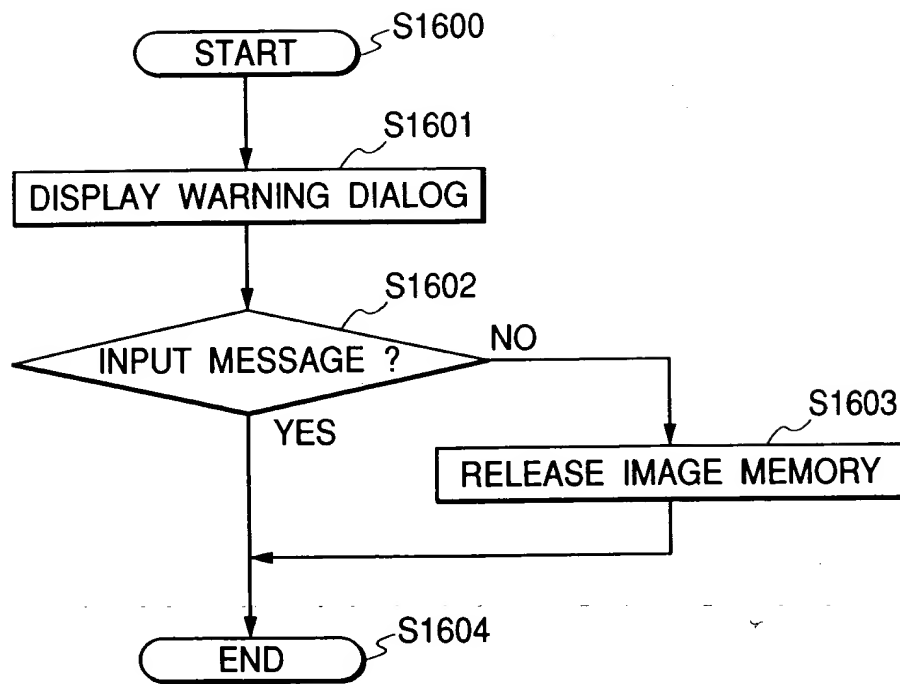 START
S1600
S1601
DISPLAY WARNING DIALOG
S1602
INPUT MESSAGE ?
NO
YES
S1603
RELEASE IMAGE MEMORY
END
S1604